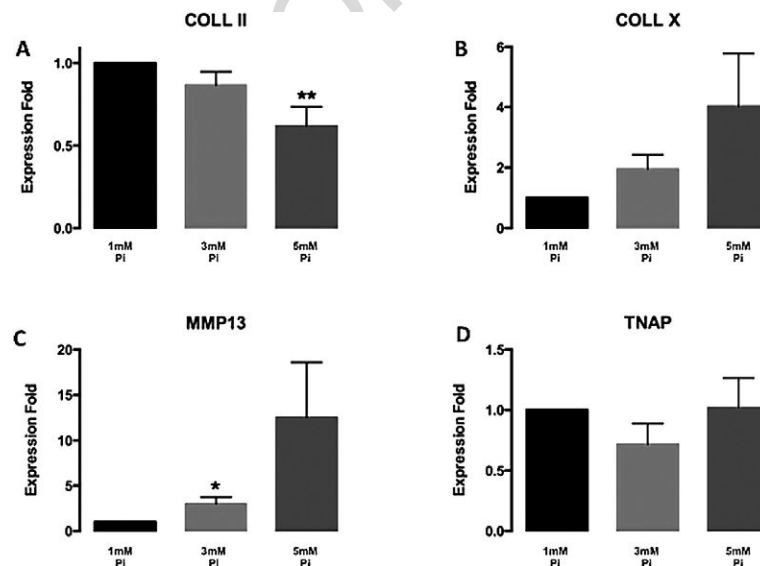 COLL II
A
Expression Fold
1.0
0.5
0.0
**
1mM
Pi
3mM
Pi
5mM
Pi
COLL X
B
Expression Fold
6
4
2
0
1mM
Pi
3mM
Pi
5mM
Pi
MMP13
C
Expression Fold
20
15
10
5
0
*
1mM
Pi
3mM
Pi
5mM
Pi
TNAP
D
Expression Fold
1.5
1.0
0.5
0.0
1mM
Pi
3mM
Pi
5mM
Pi